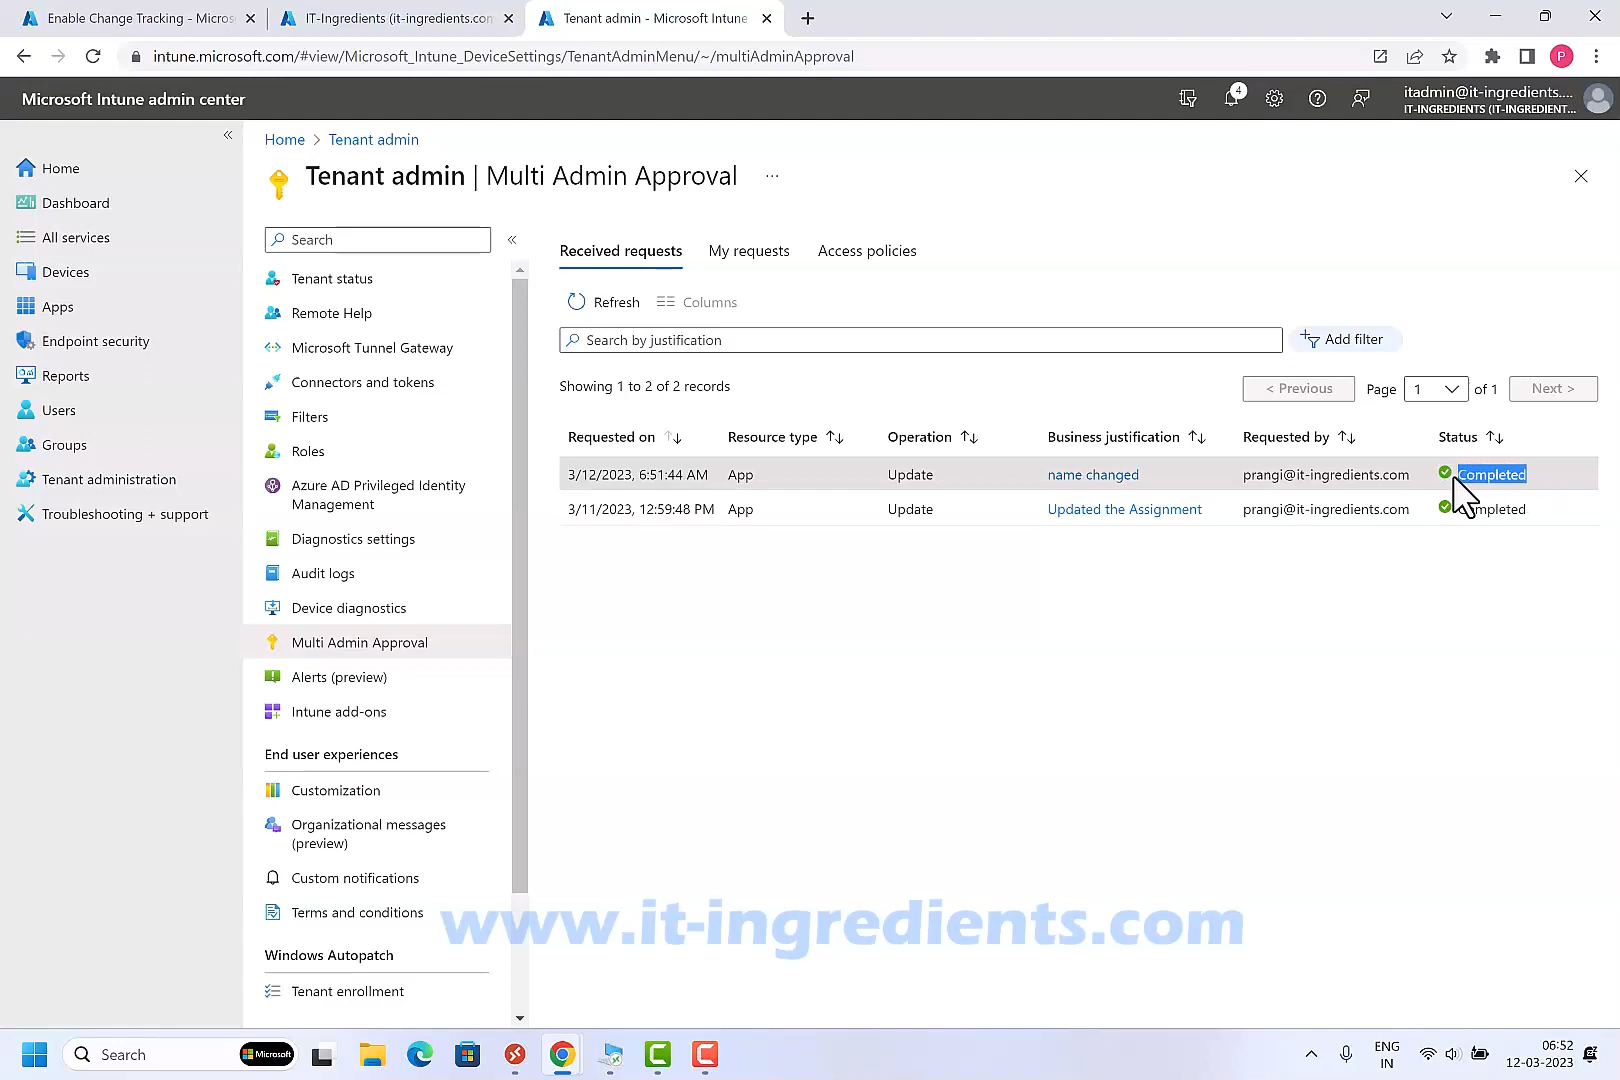 Enable Change Tracking - Micros
IT-Ingredients (it-ingredients.con
Tenant admin - Microsoft Intune
intune.microsoft.com/#view/Microsoft_Intune_DeviceSettings/TenantAdminMenu/~/multiAdminApproval
P
Microsoft Intune admin center
4
itadmin@it-ingredients....
IT-INGREDIENTS (IT-INGREDIENT...
Home
Dashboard
All services
Devices
Apps
Endpoint security
Reports
Users
Groups
Tenant administration
Troubleshooting + support
Home > Tenant admin
Tenant admin | Multi Admin Approval ...
Search
Tenant status
Remote Help
Microsoft Tunnel Gateway
Connectors and tokens
Filters
Roles
Azure AD Privileged Identity
Management
Diagnostics settings
Audit logs
Device diagnostics
Multi Admin Approval
Alerts (preview)
Intune add-ons
End user experiences
Customization
Organizational messages
(preview)
Custom notifications
Terms and conditions
Windows Autopatch
Tenant enrollment
Received requests My requests Access policies
Refresh Columns
Search by justification
Add filter
Showing 1 to 2 of 2 records
< Previous Page 1 of 1 Next >
Requested on Resource type Operation Business justification Requested by Status
3/12/2023, 6:51:44 AM App Update name changed prangi@it-ingredients.com Completed
3/11/2023, 12:59:48 PM App Update Updated the Assignment prangi@it-ingredients.com Completed
www.it-ingredients.com
Search
Microsoft
ENG
IN
06:52
12-03-2023